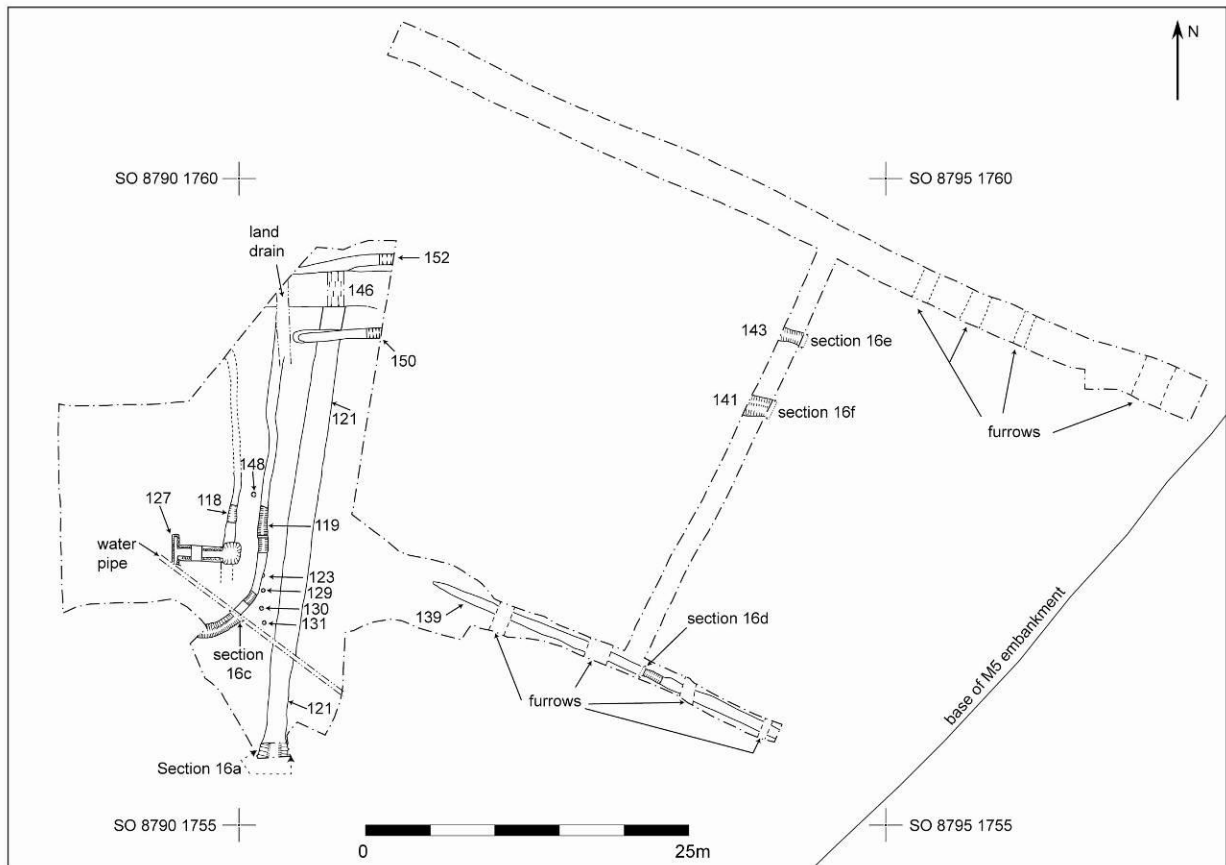 N
SO 8790 1760
SO 8795 1760
land
drain
152
146
143
section 16e
150
141
section 16f
121
furrows
148
127
118
119
water
pipe
123
129
130
131
139
section
16c
section 16d
121
furrows
base of M5 embankment
Section 16a
SO 8790 1755
SO 8795 1755
0
25m